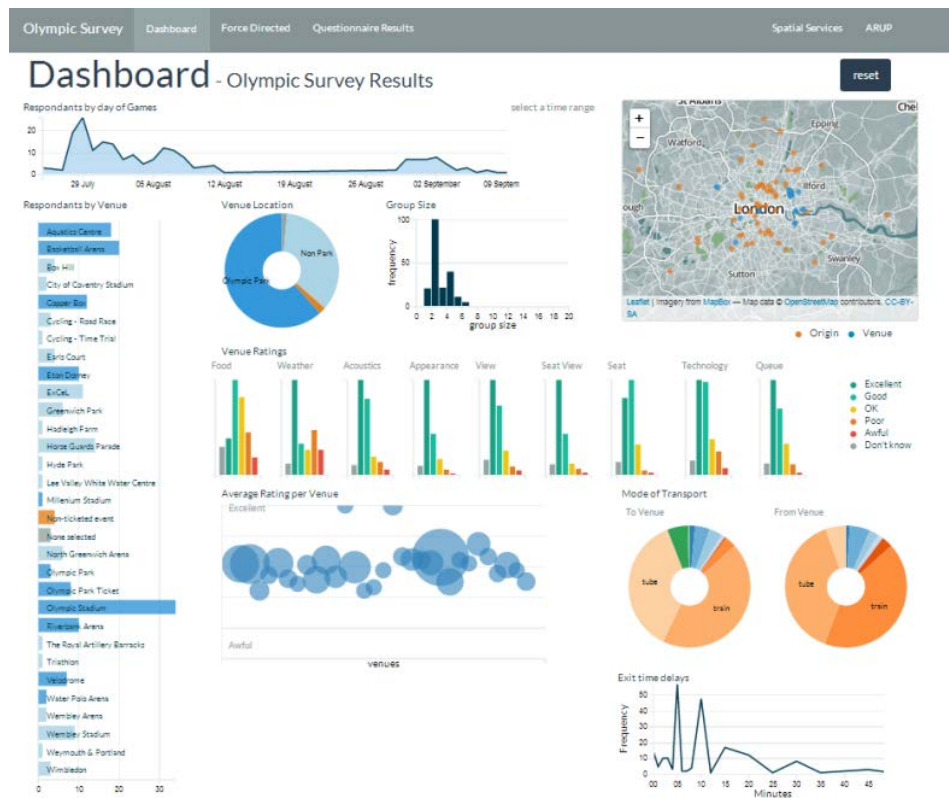 Olympic Survey Dashboard Force Directed Questionnaire Results Spatial Services ARUP
Dashboard - Olympic Survey Results
reset
Respondants by day of Games
select a time range
20
10
0
29 July 05 August 12 August 19 August 26 August 02 September 09 Septem
+
−
St Albans
Chel
Epping
Watford
Ilford
ough
London
Swanley
Sutton
Leaflet | Imagery from MapBox — Map data © OpenStreetMap contributors, CC-BY-
SA
Origin Venue
Respondants by Venue
Aquatics Centre
Basketball Arena
Box Hill
City of Coventry Stadium
Copper Box
Cycling - Road Race
Cycling - Time Trial
Earls Court
Eton Dorney
ExCeL
Greenwich Park
Hadleigh Farm
Horse Guards Parade
Hyde Park
Lee Valley White Water Centre
Millenium Stadium
Non-ticketed event
None selected
North Greenwich Arena
Olympic Park
Olympic Park Ticket
Olympic Stadium
Riverbank Arena
The Royal Artillery Barracks
Triathlon
Velodrome
Water Polo Arena
Wembley Arena
Wembley Stadium
Weymouth & Portland
Wimbledon
0 10 20 30
Venue Location
Non Park
Olympic Park
Group Size
100
50
0
frequency
0 2 4 6 8 10 12 14 16 18 20
group size
Venue Ratings
Food Weather Acoustics Appearance View Seat View Seat Technology Queue
Excellent
Good
OK
Poor
Awful
Don't know
Average Rating per Venue
Excellent
Awful
venues
Mode of Transport
To Venue From Venue
tube
train
tube
train
Exit time delays
50
40
30
20
10
0
Frequency
00 05 10 15 20 25 30 35 40 45
Minutes